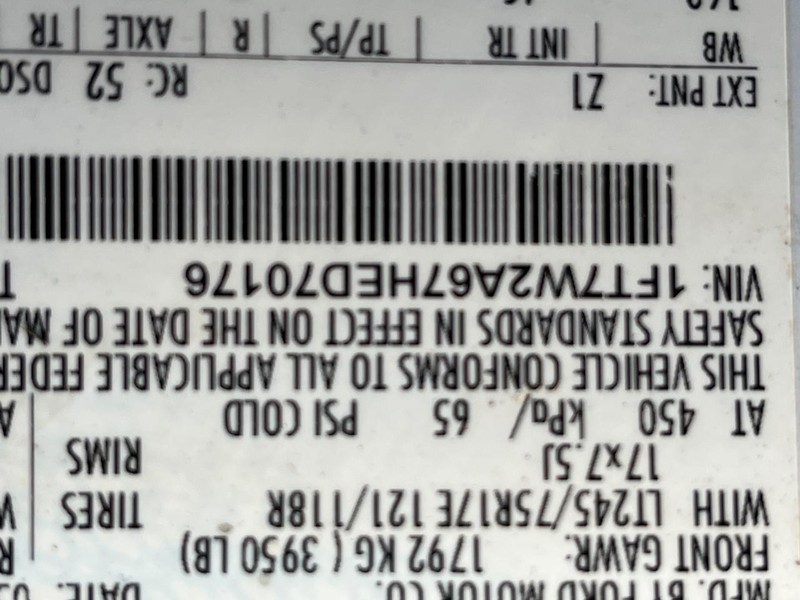 MFD. BY FORD MOTOR CO. DATE:
FRONT GAWR: 1792 KG ( 3950 LB)
WITH LT245/75R17E 121/118R TIRES
17x7.5J RIMS
AT 450 kPa/ 65 PSI COLD
THIS VEHICLE CONFORMS TO ALL APPLICABLE FEDER
SAFETY STANDARDS IN EFFECT ON THE DATE OF MA
VIN: 1FT7W2A67HED70176 T
EXT PNT: Z1 RC: 52 DSO
WB | INT TR | TP/PS | R | AXLE | TR